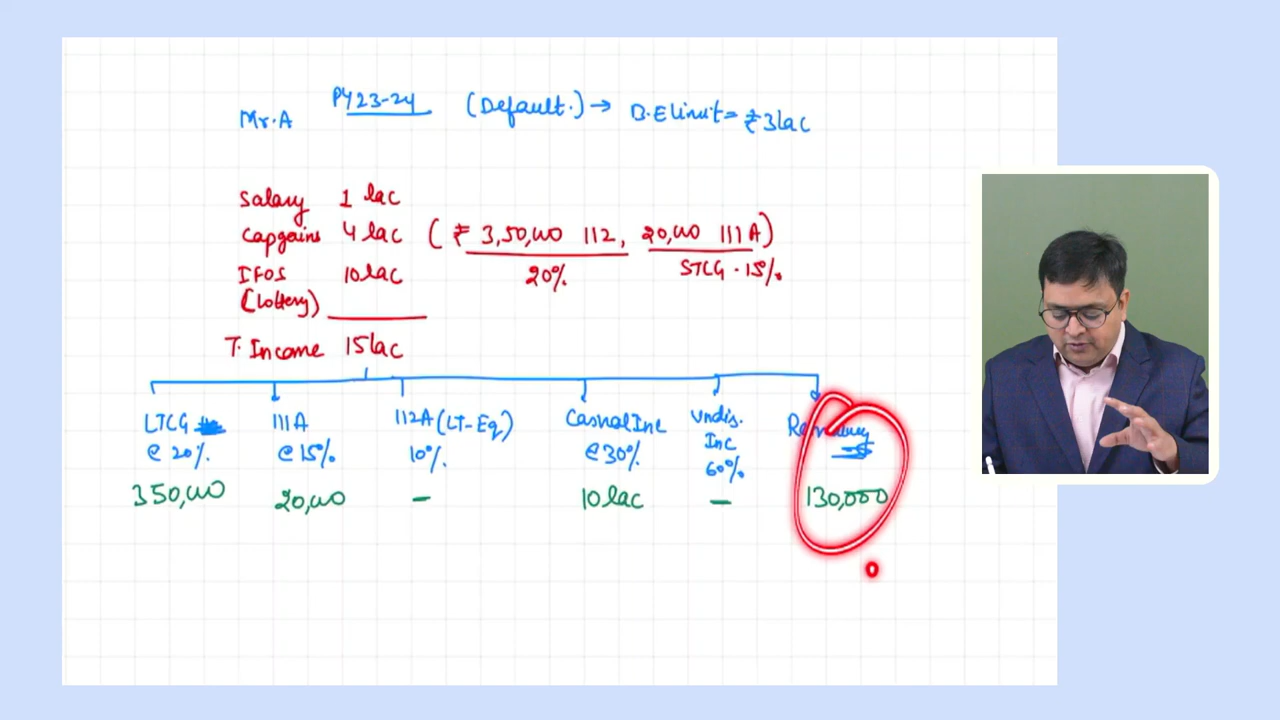 PY23-24
Mr.A (Default.) → B.E limit = ₹3lac
Salary 1 lac
Capgains 4 lac (₹ 3,50,000 112, 20,000 111A)
20% STCG · 15%
IFOS 10lac
(Lottery)
T. Income 15lac
LTCG 111A 112A(LT-Eq) Casual Inc Undis. Inc
@ 20% @15% 10% @30% 60%
350,000 20,000 – 10lac – 130,000